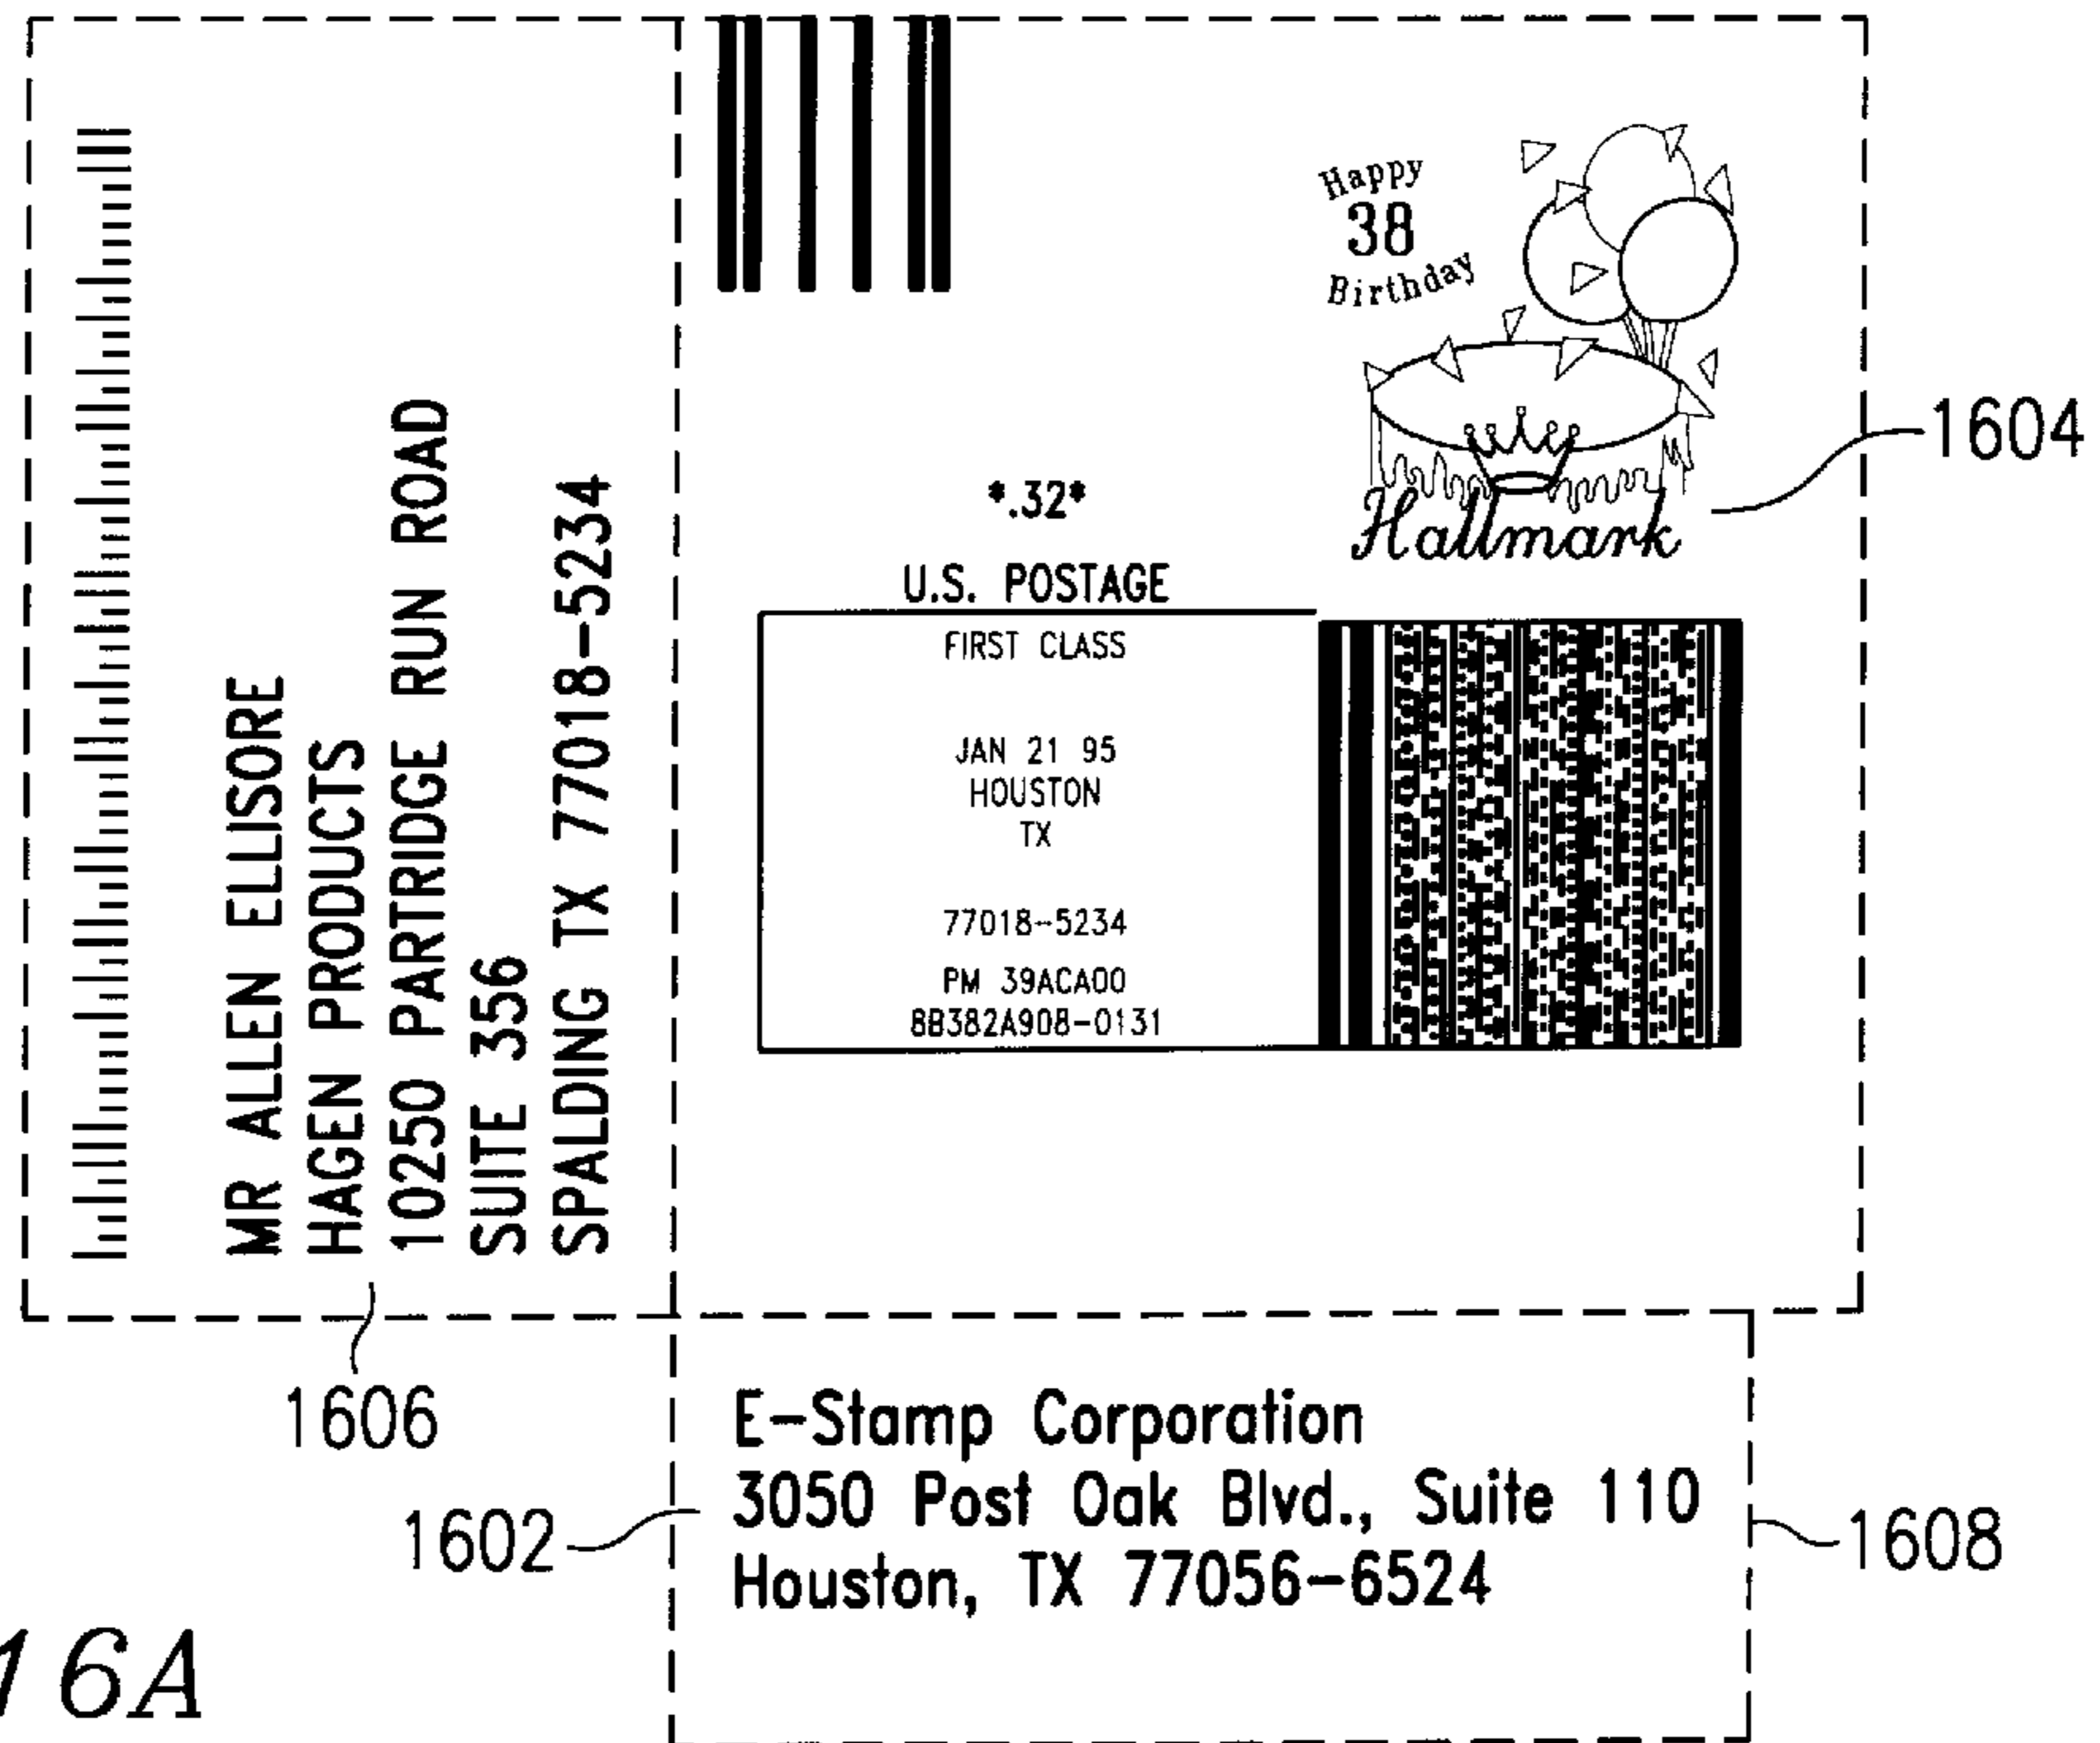 MR ALLEN ELLISORE
HAGEN PRODUCTS
10250 PARTRIDGE RUN ROAD
SUITE 356
SPALDING TX 77018-5234
Happy
38
Birthday
Hallmark
1604
*.32*
U.S. POSTAGE
FIRST CLASS
JAN 21 95
HOUSTON
TX
77018-5234
PM 39ACA00
8B382A908-0131
1606
E-Stamp Corporation
3050 Post Oak Blvd., Suite 110
Houston, TX 77056-6524
1602
1608
16A